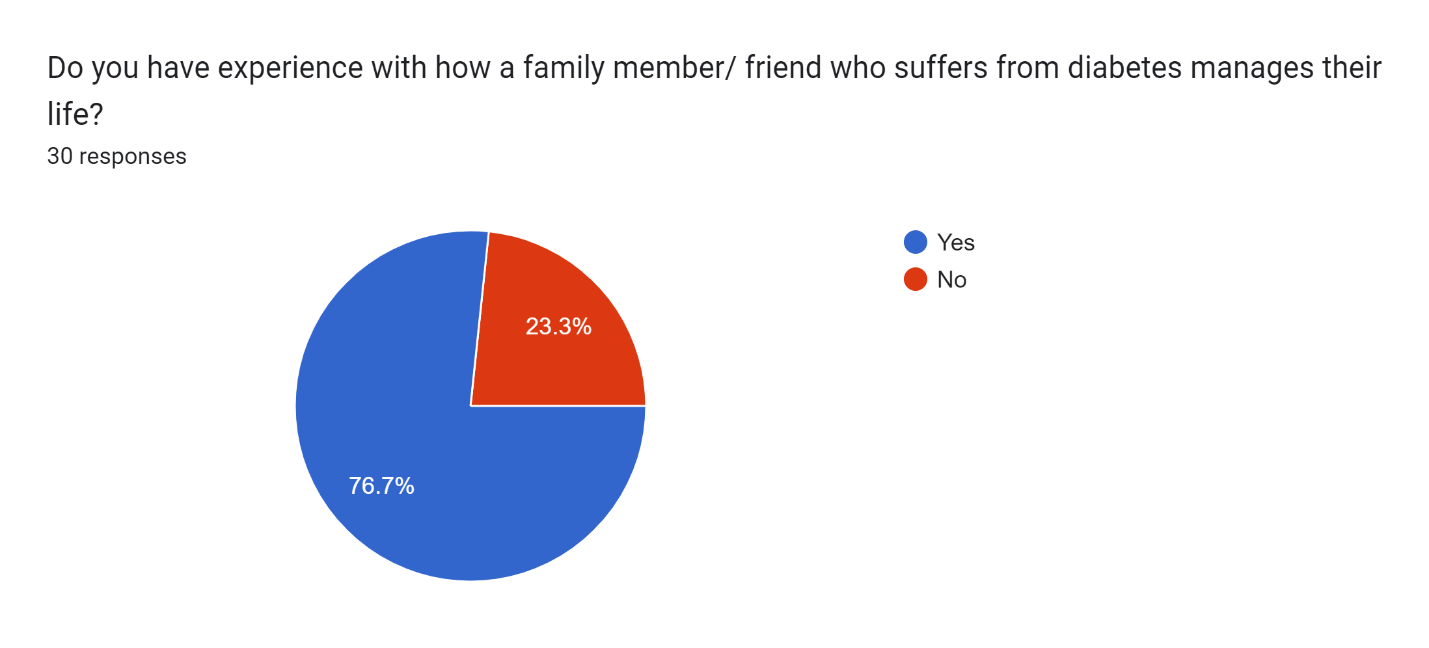 Do you have experience with how a family member/ friend who suffers from diabetes manages their
life?
30 responses
Yes
No
23.3%
76.7%